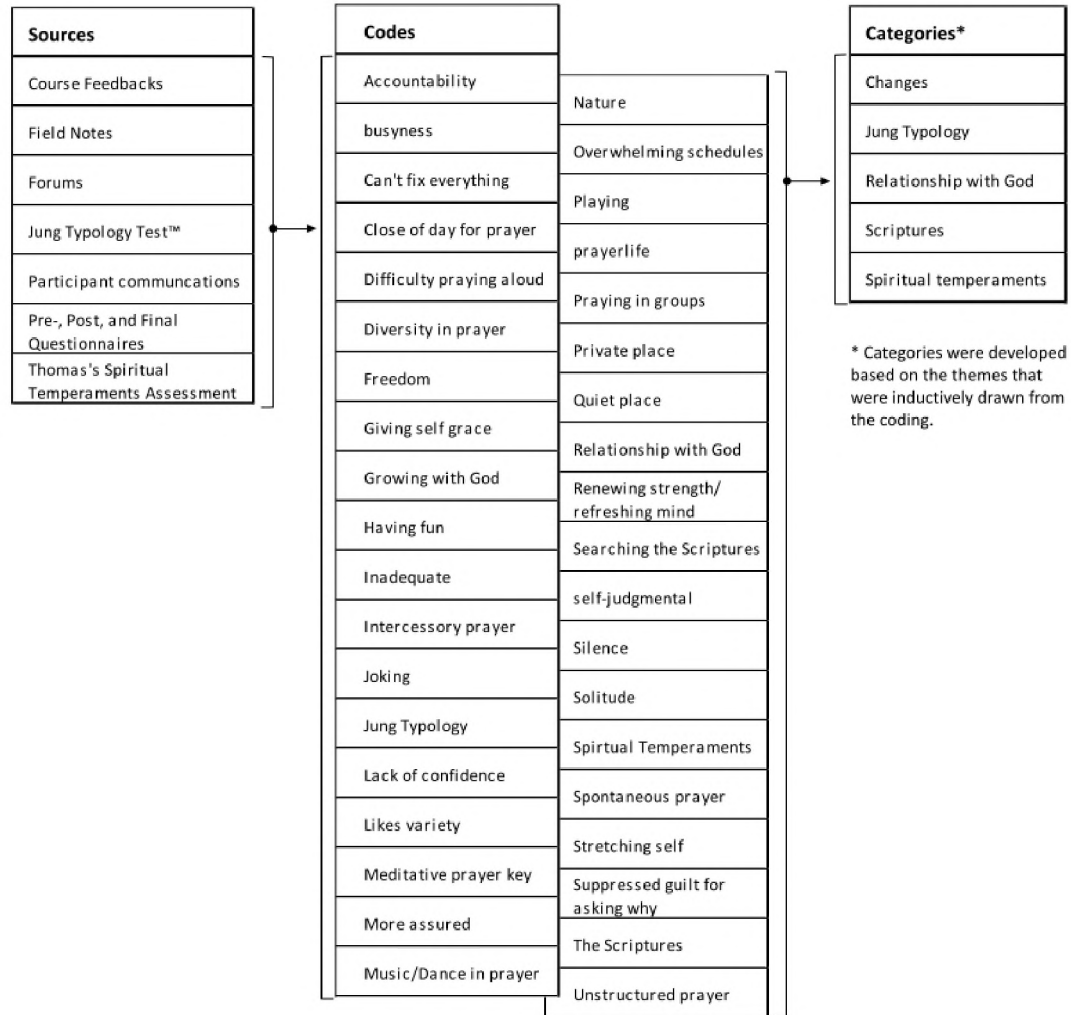 Sources
Course Feedbacks
Field Notes
Forums
Jung Typology Test™
Participant communcations
Pre-, Post, and Final
Questionnaires
Thomas's Spiritual
Temperaments Assessment
Codes
Accountability
busyness
Can't fix everything
Close of day for prayer
Difficulty praying aloud
Diversity in prayer
Freedom
Giving self grace
Growing with God
Having fun
Inadequate
Intercessory prayer
Joking
Jung Typology
Lack of confidence
Likes variety
Meditative prayer key
More assured
Music/Dance in prayer
Nature
Overwhelming schedules
Playing
prayerlife
Praying in groups
Private place
Quiet place
Relationship with God
Renewing strength/
refreshing mind
Searching the Scriptures
self-judgmental
Silence
Solitude
Spirtual Temperaments
Spontaneous prayer
Stretching self
Suppressed guilt for
asking why
The Scriptures
Unstructured prayer
Categories*
Changes
Jung Typology
Relationship with God
Scriptures
Spiritual temperaments
* Categories were developed
based on the themes that
were inductively drawn from
the coding.